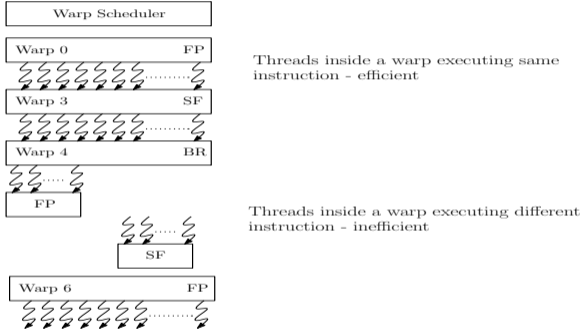 Warp Scheduler
Warp 0 FP
Threads inside a warp executing same
instruction - efficient
Warp 3 SF
Warp 4 BR
FP
Threads inside a warp executing different
instruction - inefficient
SF
Warp 6 FP